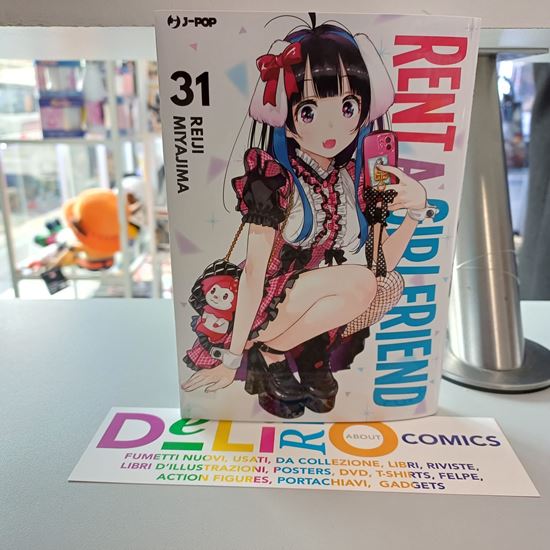 J-POP
31
REIJI
MIYAJIMA
RENT A GIRLFRIEND
DeLiRiO
ABOUT
COMICS
FUMETTI NUOVI, USATI, DA COLLEZIONE, LIBRI, RIVISTE,
LIBRI D'ILLUSTRAZIONI, POSTERS, DVD, T-SHIRTS, FELPE,
ACTION FIGURES, PORTACHIAVI, GADGETS